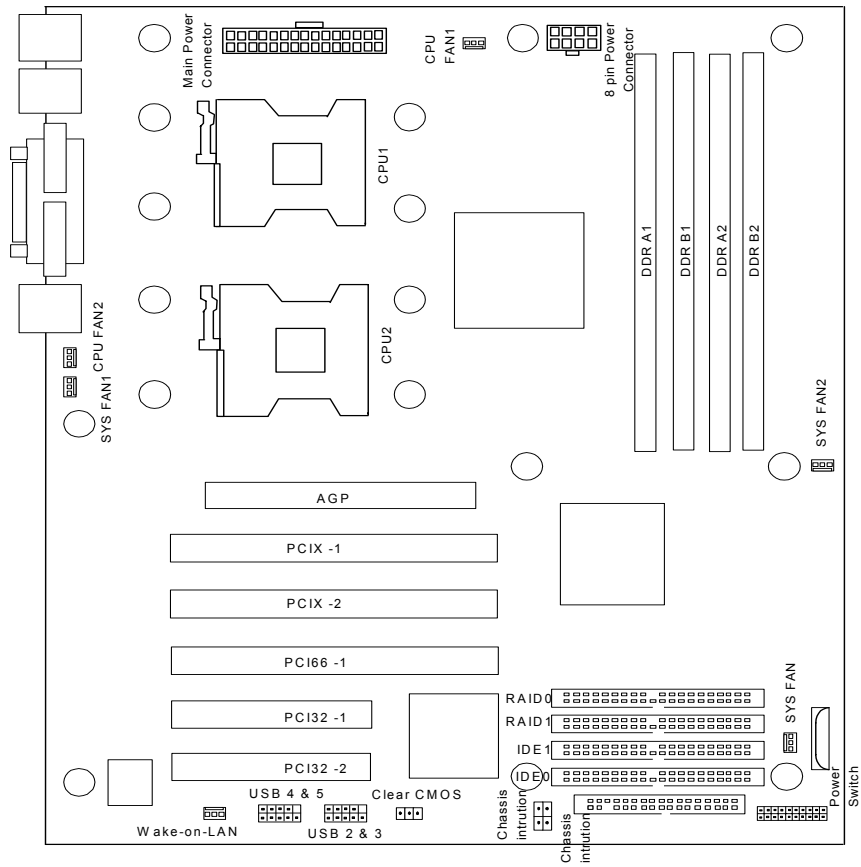 Main Power
Connector
CPU
FAN1
8 pin Power
Connector
CPU1
DDR A1
DDR B1
DDR A2
DDR B2
CPU2
CPU FAN2
SYS FAN1
SYS FAN2
AGP
PCIX -1
PCIX -2
PCI66 -1
PCI32 -1
PCI32 -2
RAID0
RAID1
IDE1
IDE0
SYS FAN
Power
Switch
USB 4 & 5
Clear CMOS
Wake-on-LAN
USB 2 & 3
Chassis
intrution
Chassis
intrution